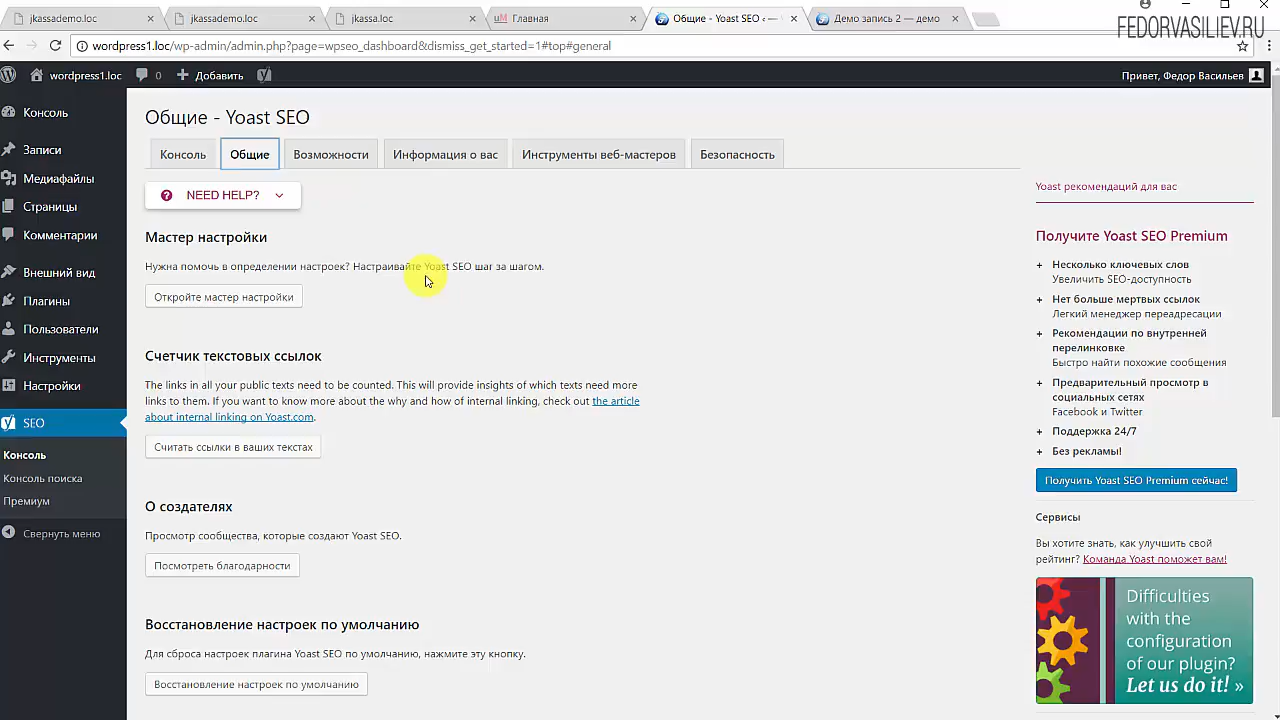 jkassademo.loc
jkassademo.loc
jkassa.loc
Главная
Общие - Yoast SEO ‹ —
Демо запись 2 — демо
FEDORVASILIEV.RU
wordpress1.loc/wp-admin/admin.php?page=wpseo_dashboard&dismiss_get_started=1#top#general
wordpress1.loc
0
Добавить
Привет, Федор Васильев
Консоль
Записи
Медиафайлы
Страницы
Комментарии
Внешний вид
Плагины
Пользователи
Инструменты
Настройки
SEO
Консоль
Консоль поиска
Премиум
Свернуть меню
Общие - Yoast SEO
Консоль
Общие
Возможности
Информация о вас
Инструменты веб-мастеров
Безопасность
NEED HELP?
Мастер настройки
Нужна помочь в определении настроек? Настраивайте Yoast SEO шаг за шагом.
Откройте мастер настройки
Счетчик текстовых ссылок
The links in all your public texts need to be counted. This will provide insights of which texts need more
links to them. If you want to know more about the why and how of internal linking, check out the article
about internal linking on Yoast.com.
Считать ссылки в ваших текстах
О создателях
Просмотр сообщества, которые создают Yoast SEO.
Посмотреть благодарности
Восстановление настроек по умолчанию
Для сброса настроек плагина Yoast SEO по умолчанию, нажмите эту кнопку.
Восстановление настроек по умолчанию
Yoast рекомендаций для вас
Получите Yoast SEO Premium
+ Несколько ключевых слов
Увеличить SEO-доступность
+ Нет больше мертвых ссылок
Легкий менеджер переадресации
+ Рекомендации по внутренней
перелинковке
Быстро найти похожие сообщения
+ Предварительный просмотр в
социальных сетях
Facebook и Twitter
+ Поддержка 24/7
+ Без рекламы!
Получить Yoast SEO Premium сейчас!
Сервисы
Вы хотите знать, как улучшить свой
рейтинг? Команда Yoast поможет вам!
Difficulties
with the
configuration
of our plugin?
Let us do it! »